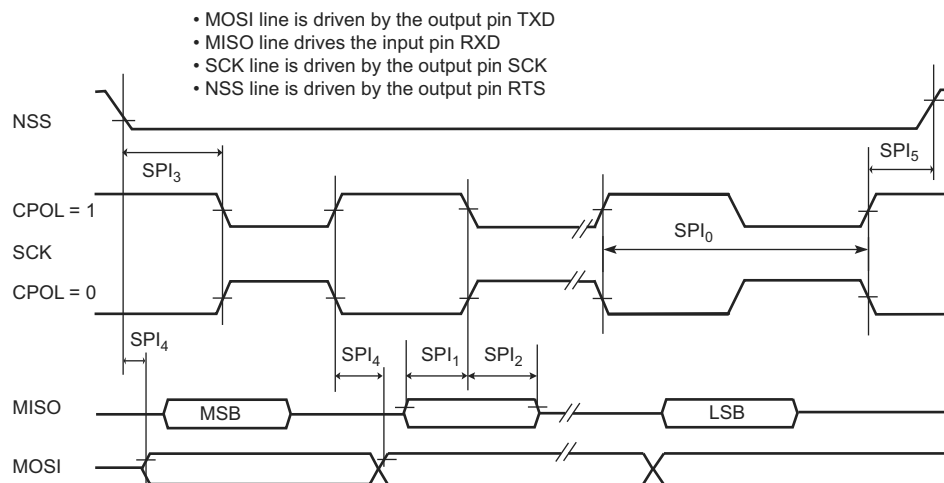 • MOSI line is driven by the output pin TXD
• MISO line drives the input pin RXD
• SCK line is driven by the output pin SCK
• NSS line is driven by the output pin RTS
NSS
SPI3
SPI5
CPOL = 1
SPI0
SCK
CPOL = 0
SPI4
SPI4
SPI1
SPI2
MISO
MSB
LSB
MOSI